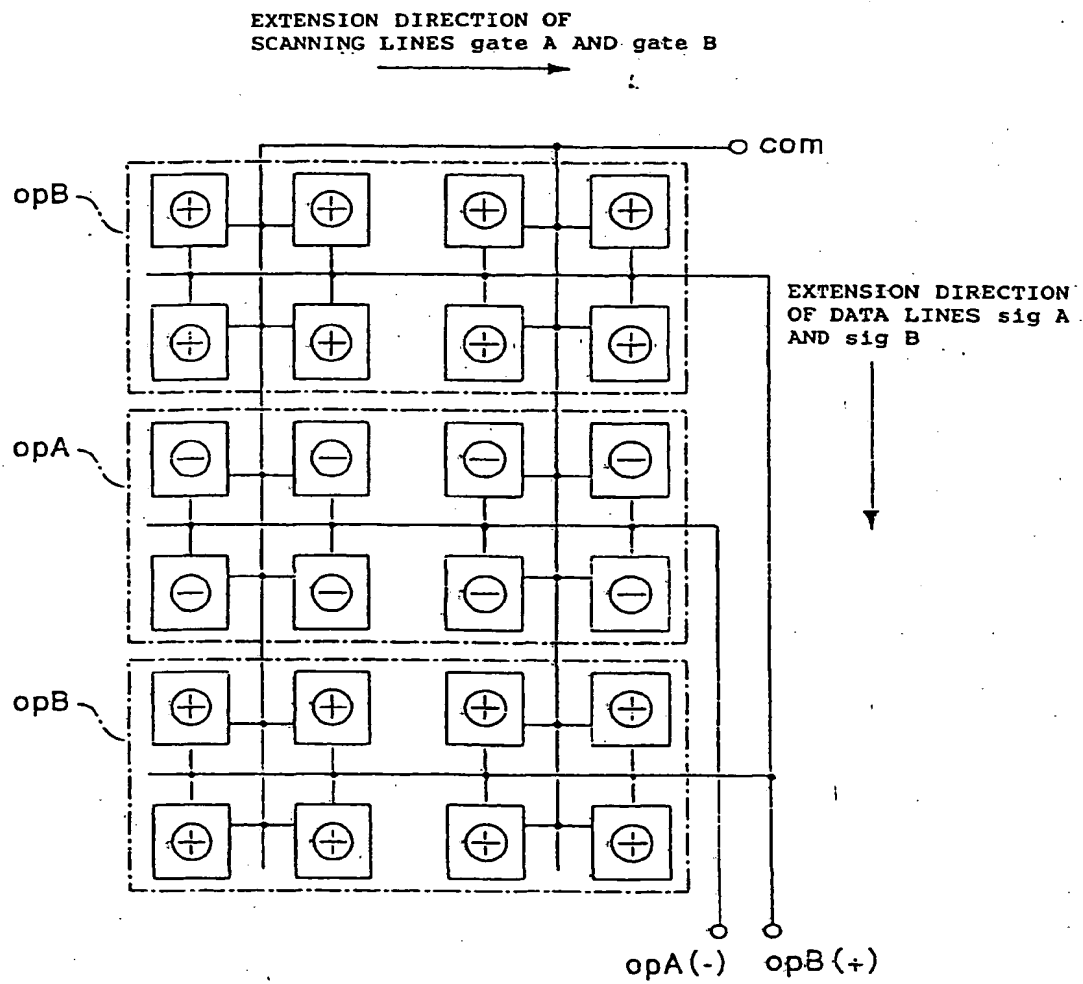 EXTENSION DIRECTION OF
SCANNING LINES gate A AND gate B
com
opB
EXTENSION DIRECTION
OF DATA LINES sig A
AND sig B
opA
opB
opA(-) opB(+)